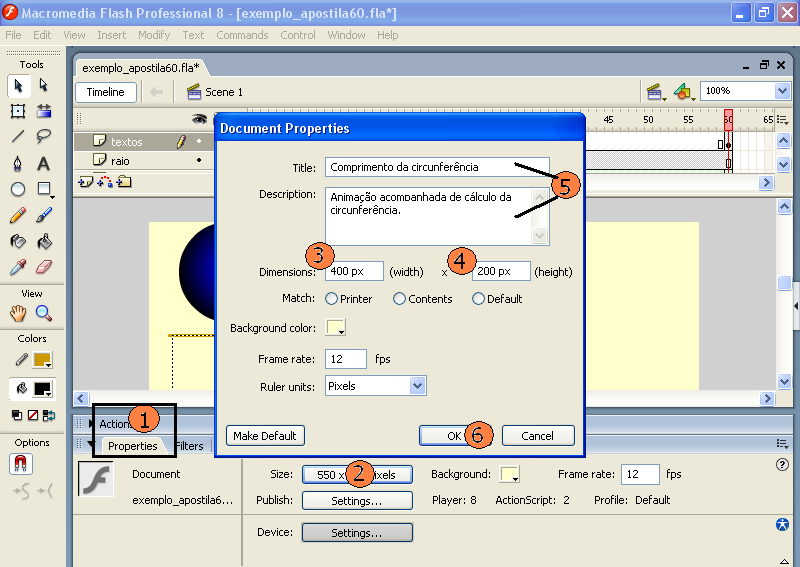 Macromedia Flash Professional 8 - [exemplo_apostila60.fla*]
File Edit View Insert Modify Text Commands Control Window Help
Tools
exemplo_apostila60.fla*
Timeline
Scene 1
100%
45 50 55 60 65
textos
raio
Document Properties
Title: Comprimento da circunferência
Description: Animação acompanhada de cálculo da
circunferência.
5
3
4
Dimensions: 400 px (width) x 200 px (height)
Match: Printer Contents Default
Background color:
Frame rate: 12 fps
Ruler units: Pixels
Make Default OK Cancel
6
View
Colors
Options
1
Properties Filters
2
Document
exemplo_apostila6...
Size: 550 x
Background:
Frame rate: 12 fps
Publish: Settings...
Player: 8 ActionScript: 2 Profile: Default
Device: Settings...